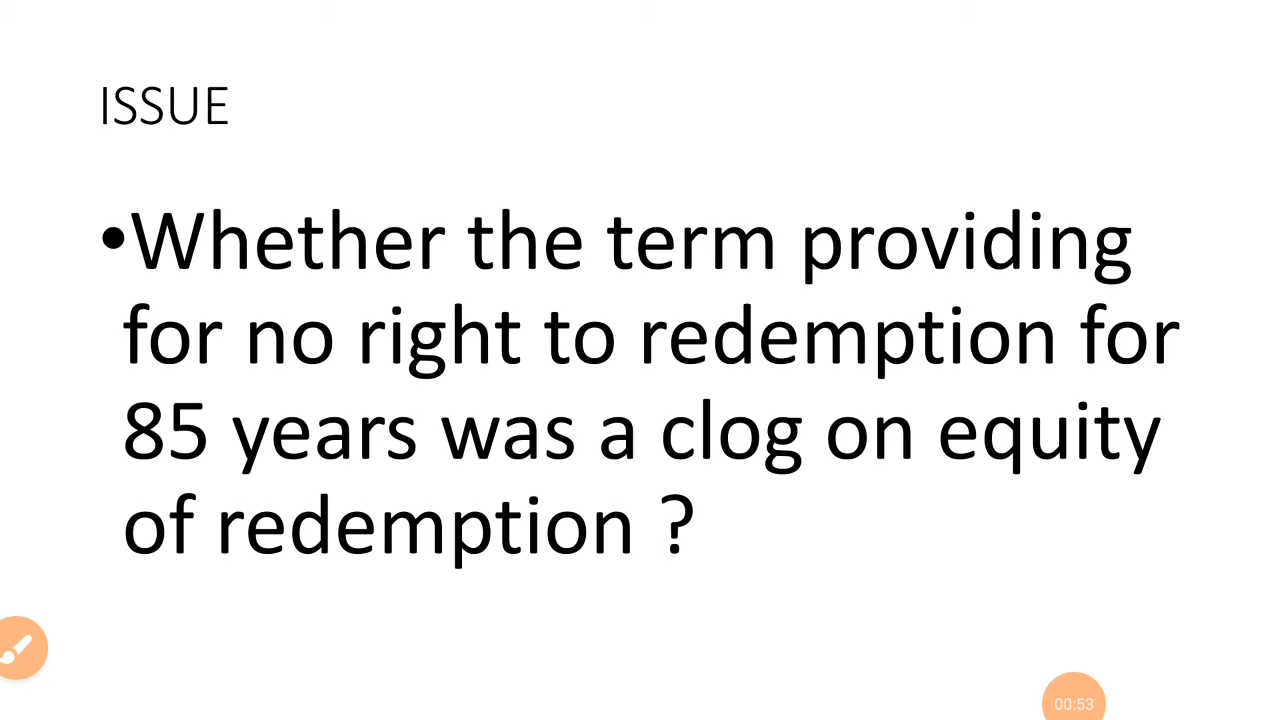 ISSUE
•Whether the term providing
for no right to redemption for
85 years was a clog on equity
of redemption ?
00:53